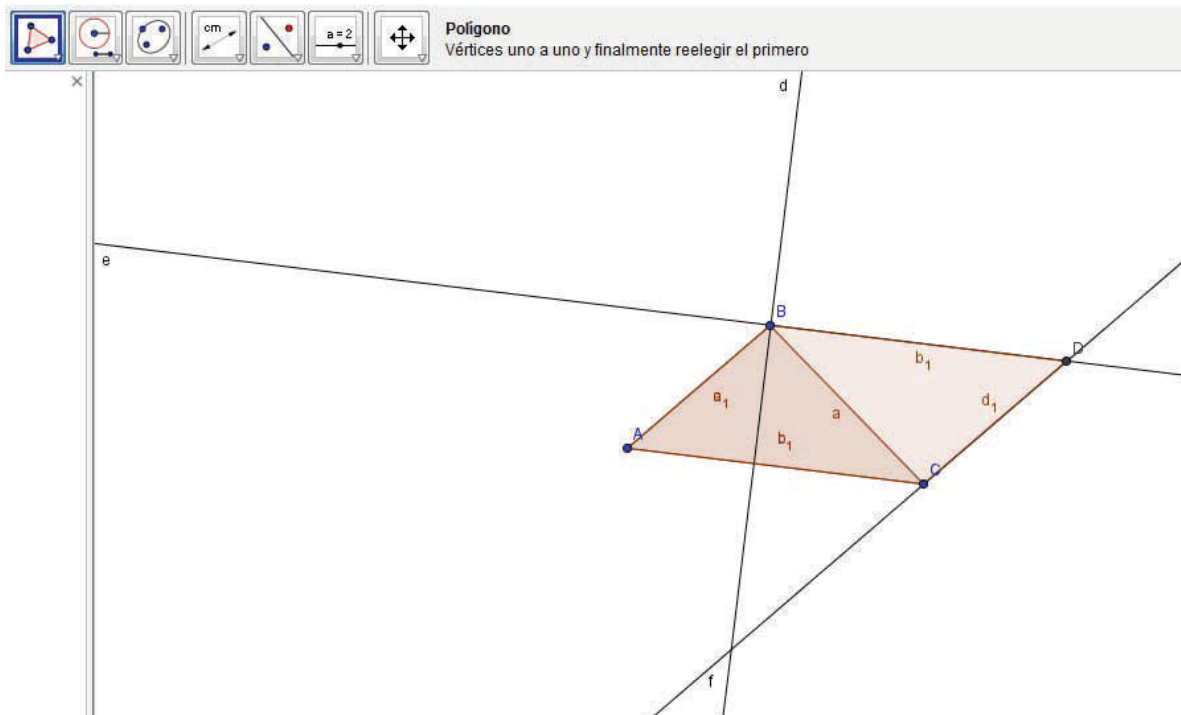 cm
a = 2
Polígono
Vértices uno a uno y finalmente reelegir el primero
×
d
e
B
D
b₁
d₁
a₁
a
A
b₁
C
f